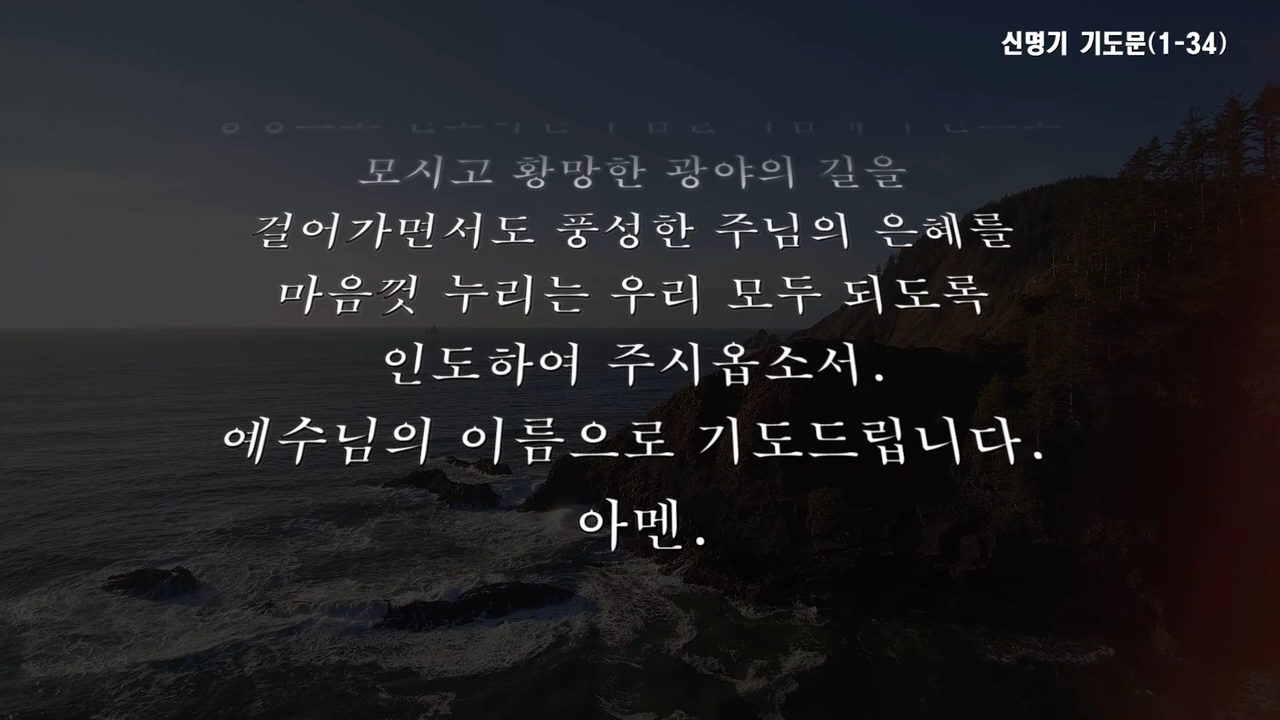 신명기 기도문(1-34)
모시고 황망한 광야의 길을
걸어가면서도 풍성한 주님의 은혜를
마음껏 누리는 우리 모두 되도록
인도하여 주시옵소서.
예수님의 이름으로 기도드립니다.
아멘.